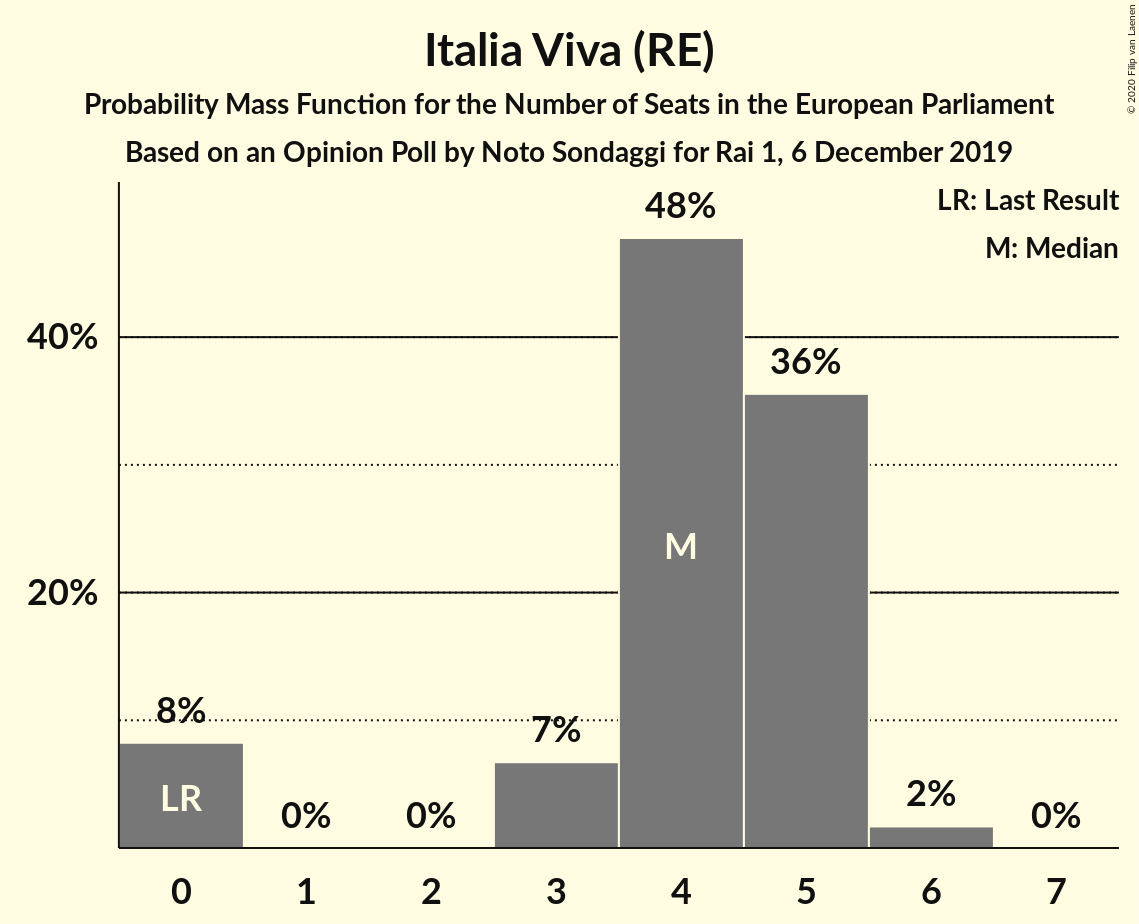 Italia Viva (RE)
Probability Mass Function for the Number of Seats in the European Parliament
Based on an Opinion Poll by Noto Sondaggi for Rai 1, 6 December 2019
© 2020 Filip van Laenen
LR: Last Result
M: Median
48%
40%
36%
M
20%
8%
7%
LR
0%
0%
2%
0%
0 1 2 3 4 5 6 7